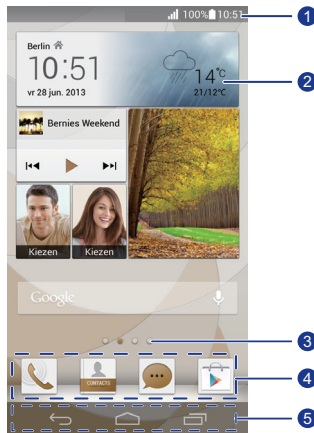 100% 10:51
1
Berlin
10:51
vr 28 jun. 2013
14°C
21/12°C
2
Bernies Weekend
Kiezen
Kiezen
Google
3
CONTACTS
4
5